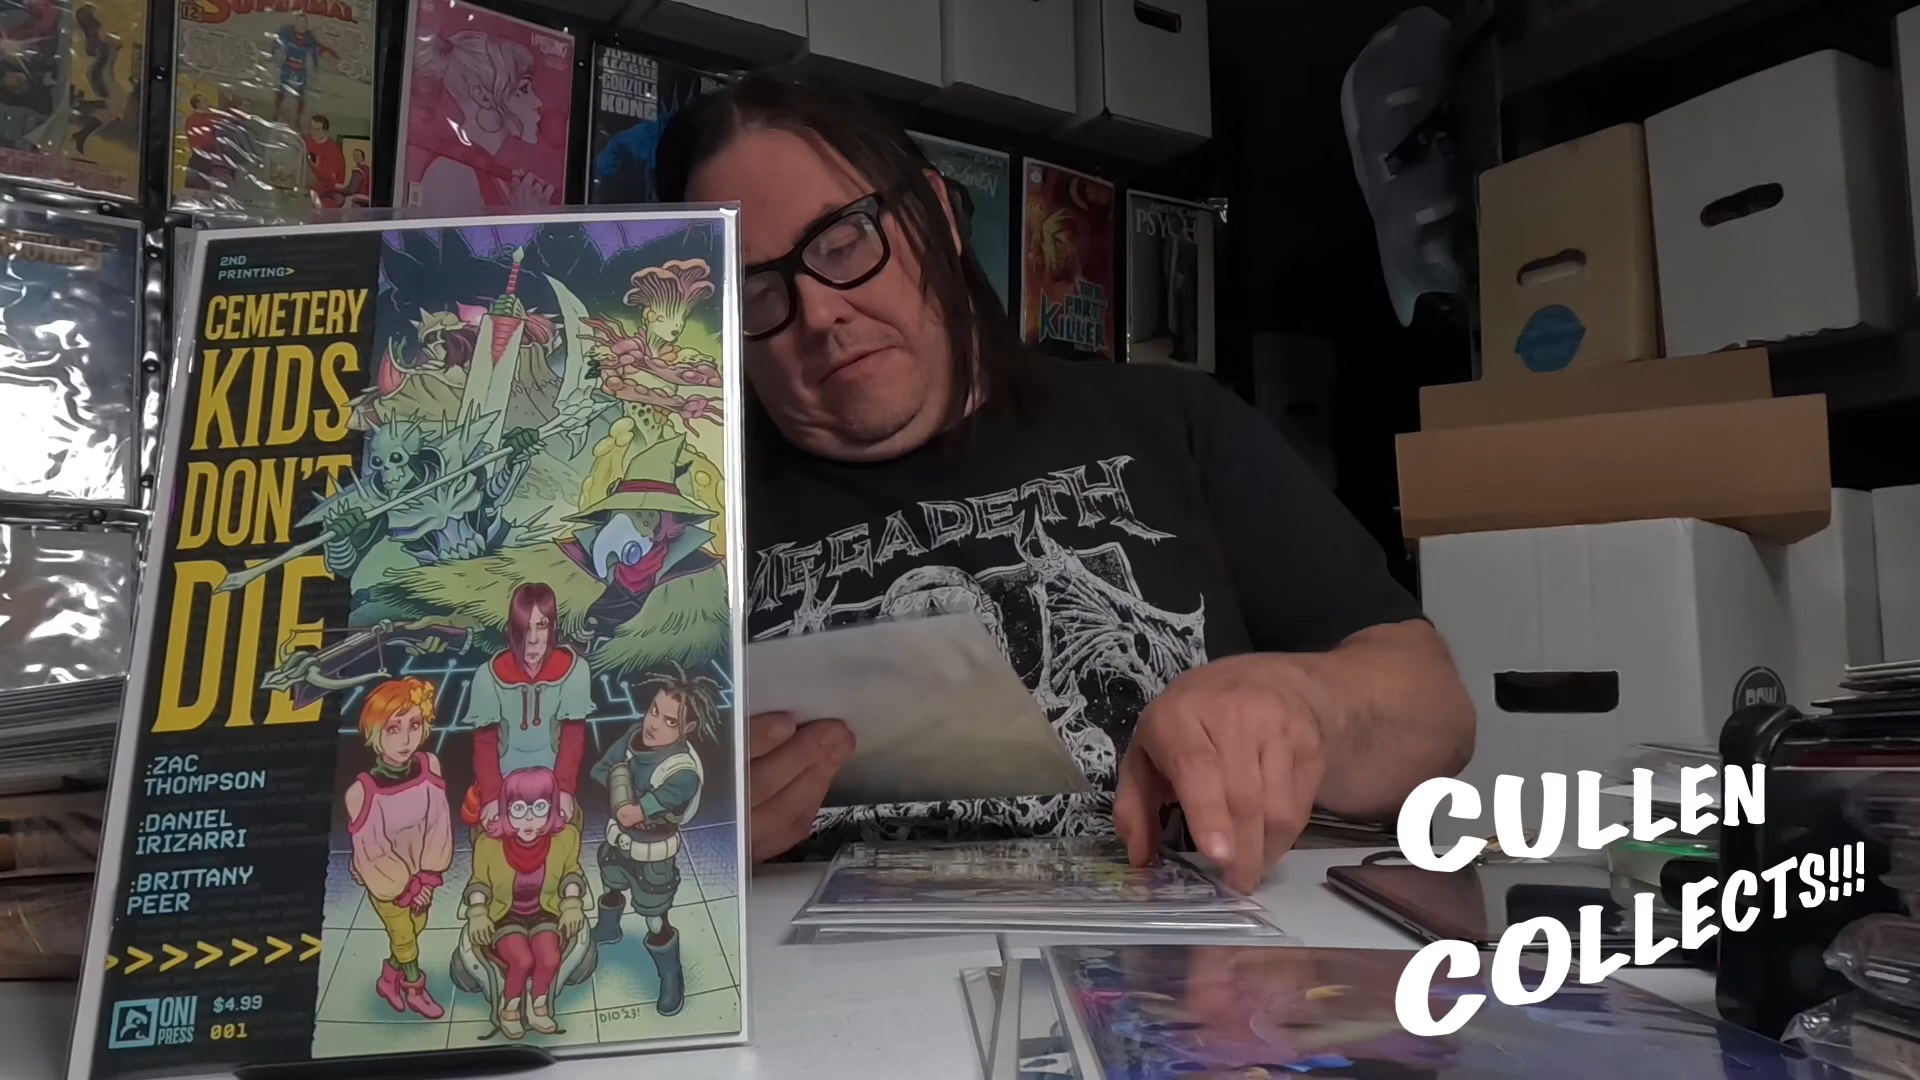 SUPERMAN
JUSTICE
LEAGUE
GODZILLA
KONG
PSYCHO
KILLER
2ND
PRINTING>
CEMETERY
KIDS
DON'T
DIE
:ZAC
THOMPSON
:DANIEL
IRIZARRI
:BRITTANY
PEER
>>>>>>>
ONI
PRESS
$4.99
001
DIO'23!
MEGADETH
BCW
CULLEN
COLLECTS!!!